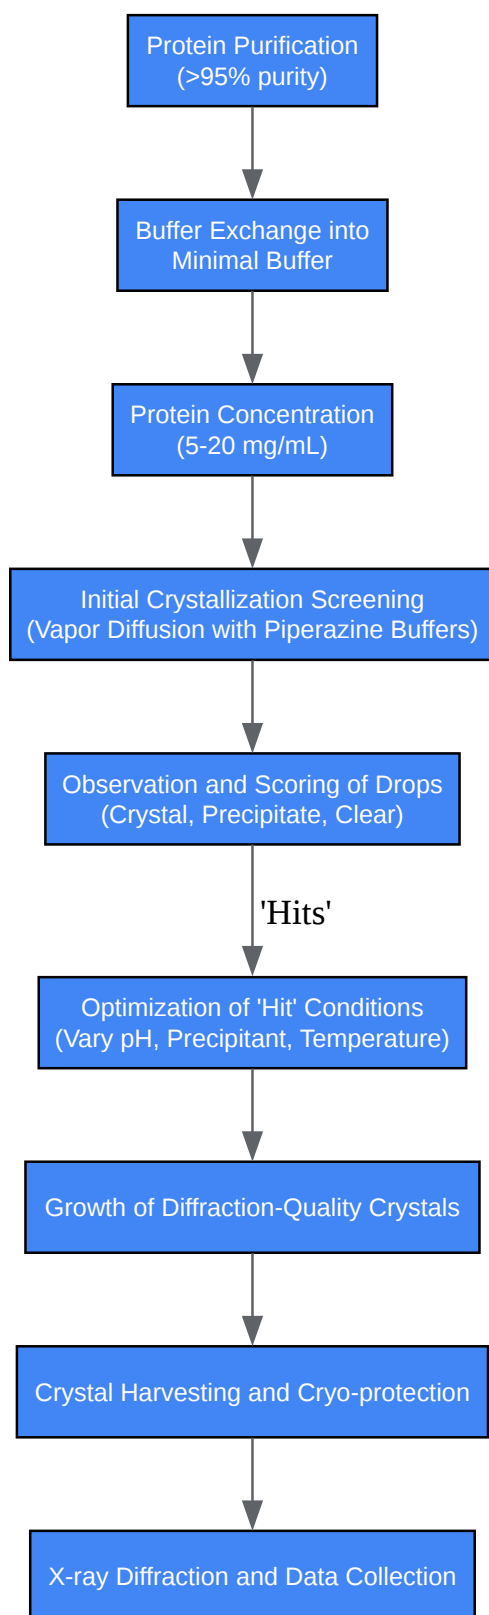 Protein Purification
(>95% purity)
Buffer Exchange into
Minimal Buffer
Protein Concentration
(5-20 mg/mL)
Initial Crystallization Screening
(Vapor Diffusion with Piperazine Buffers)
Observation and Scoring of Drops
(Crystal, Precipitate, Clear)
'Hits'
Optimization of 'Hit' Conditions
(Vary pH, Precipitant, Temperature)
Growth of Diffraction-Quality Crystals
Crystal Harvesting and Cryo-protection
X-ray Diffraction and Data Collection